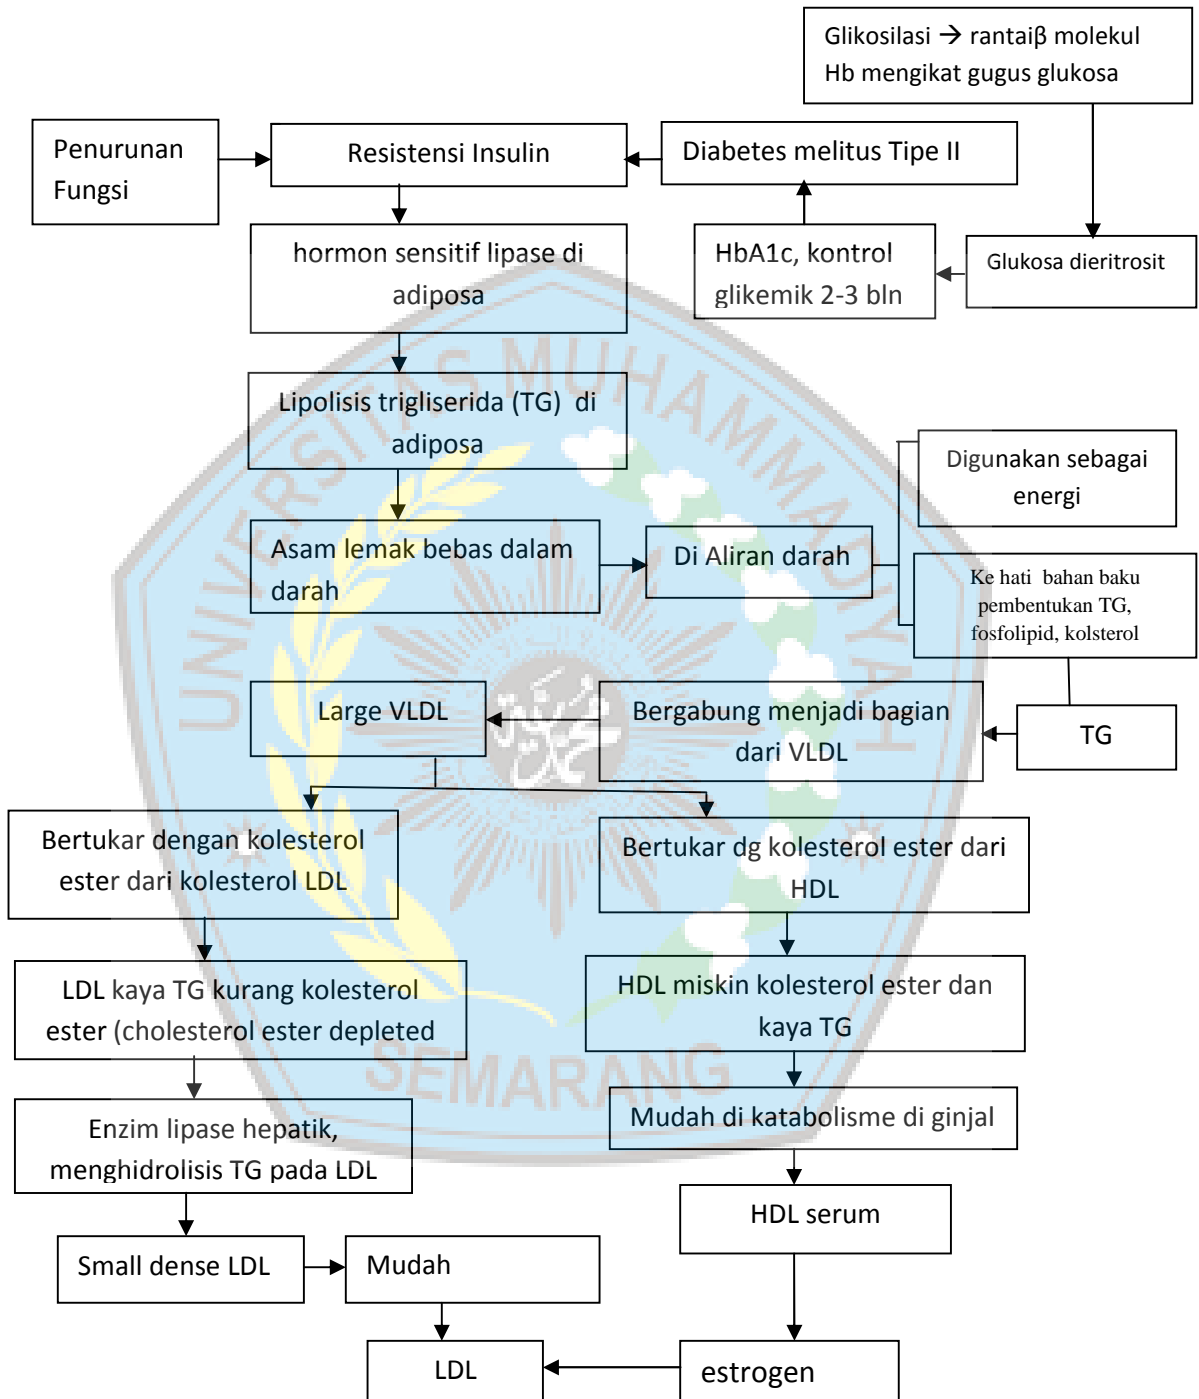 Glikosilasi → rantaiβ molekul
Hb mengikat gugus glukosa
Penurunan
Fungsi
Resistensi Insulin
Diabetes melitus Tipe II
hormon sensitif lipase di
adiposa
HbA1c, kontrol
glikemik 2-3 bln
Glukosa dieritrosit
Lipolisis trigliserida (TG) di
adiposa
Digunakan sebagai
energi
Asam lemak bebas dalam
darah
Di Aliran darah
Ke hati bahan baku
pembentukan TG,
fosfolipid, kolsterol
Large VLDL
Bergabung menjadi bagian
dari VLDL
TG
Bertukar dengan kolesterol
ester dari kolesterol LDL
Bertukar dg kolesterol ester dari
HDL
LDL kaya TG kurang kolesterol
ester (cholesterol ester depleted
HDL miskin kolesterol ester dan
kaya TG
Enzim lipase hepatik,
menghidrolisis TG pada LDL
Mudah di katabolisme di ginjal
HDL serum
Small dense LDL
Mudah
LDL
estrogen
UNIVERSITAS MUHAMMADIYAH
SEMARANG